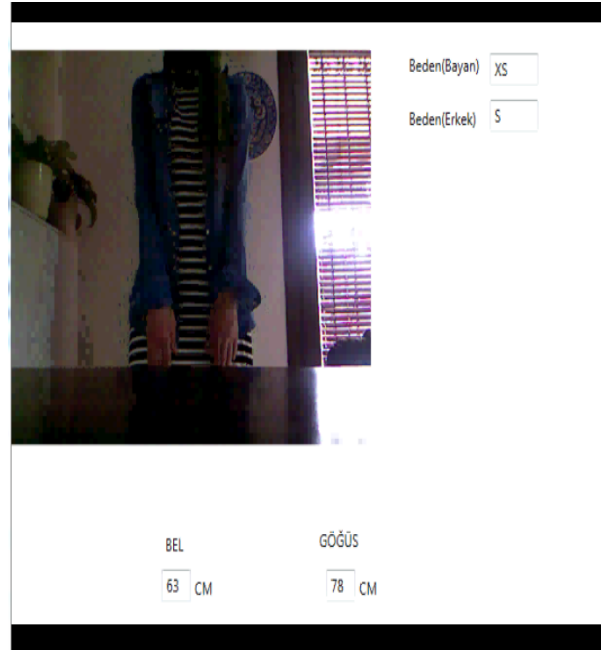 Beden(Bayan) XS
Beden(Erkek) S
BEL
GÖĞÜS
63 CM
78 CM